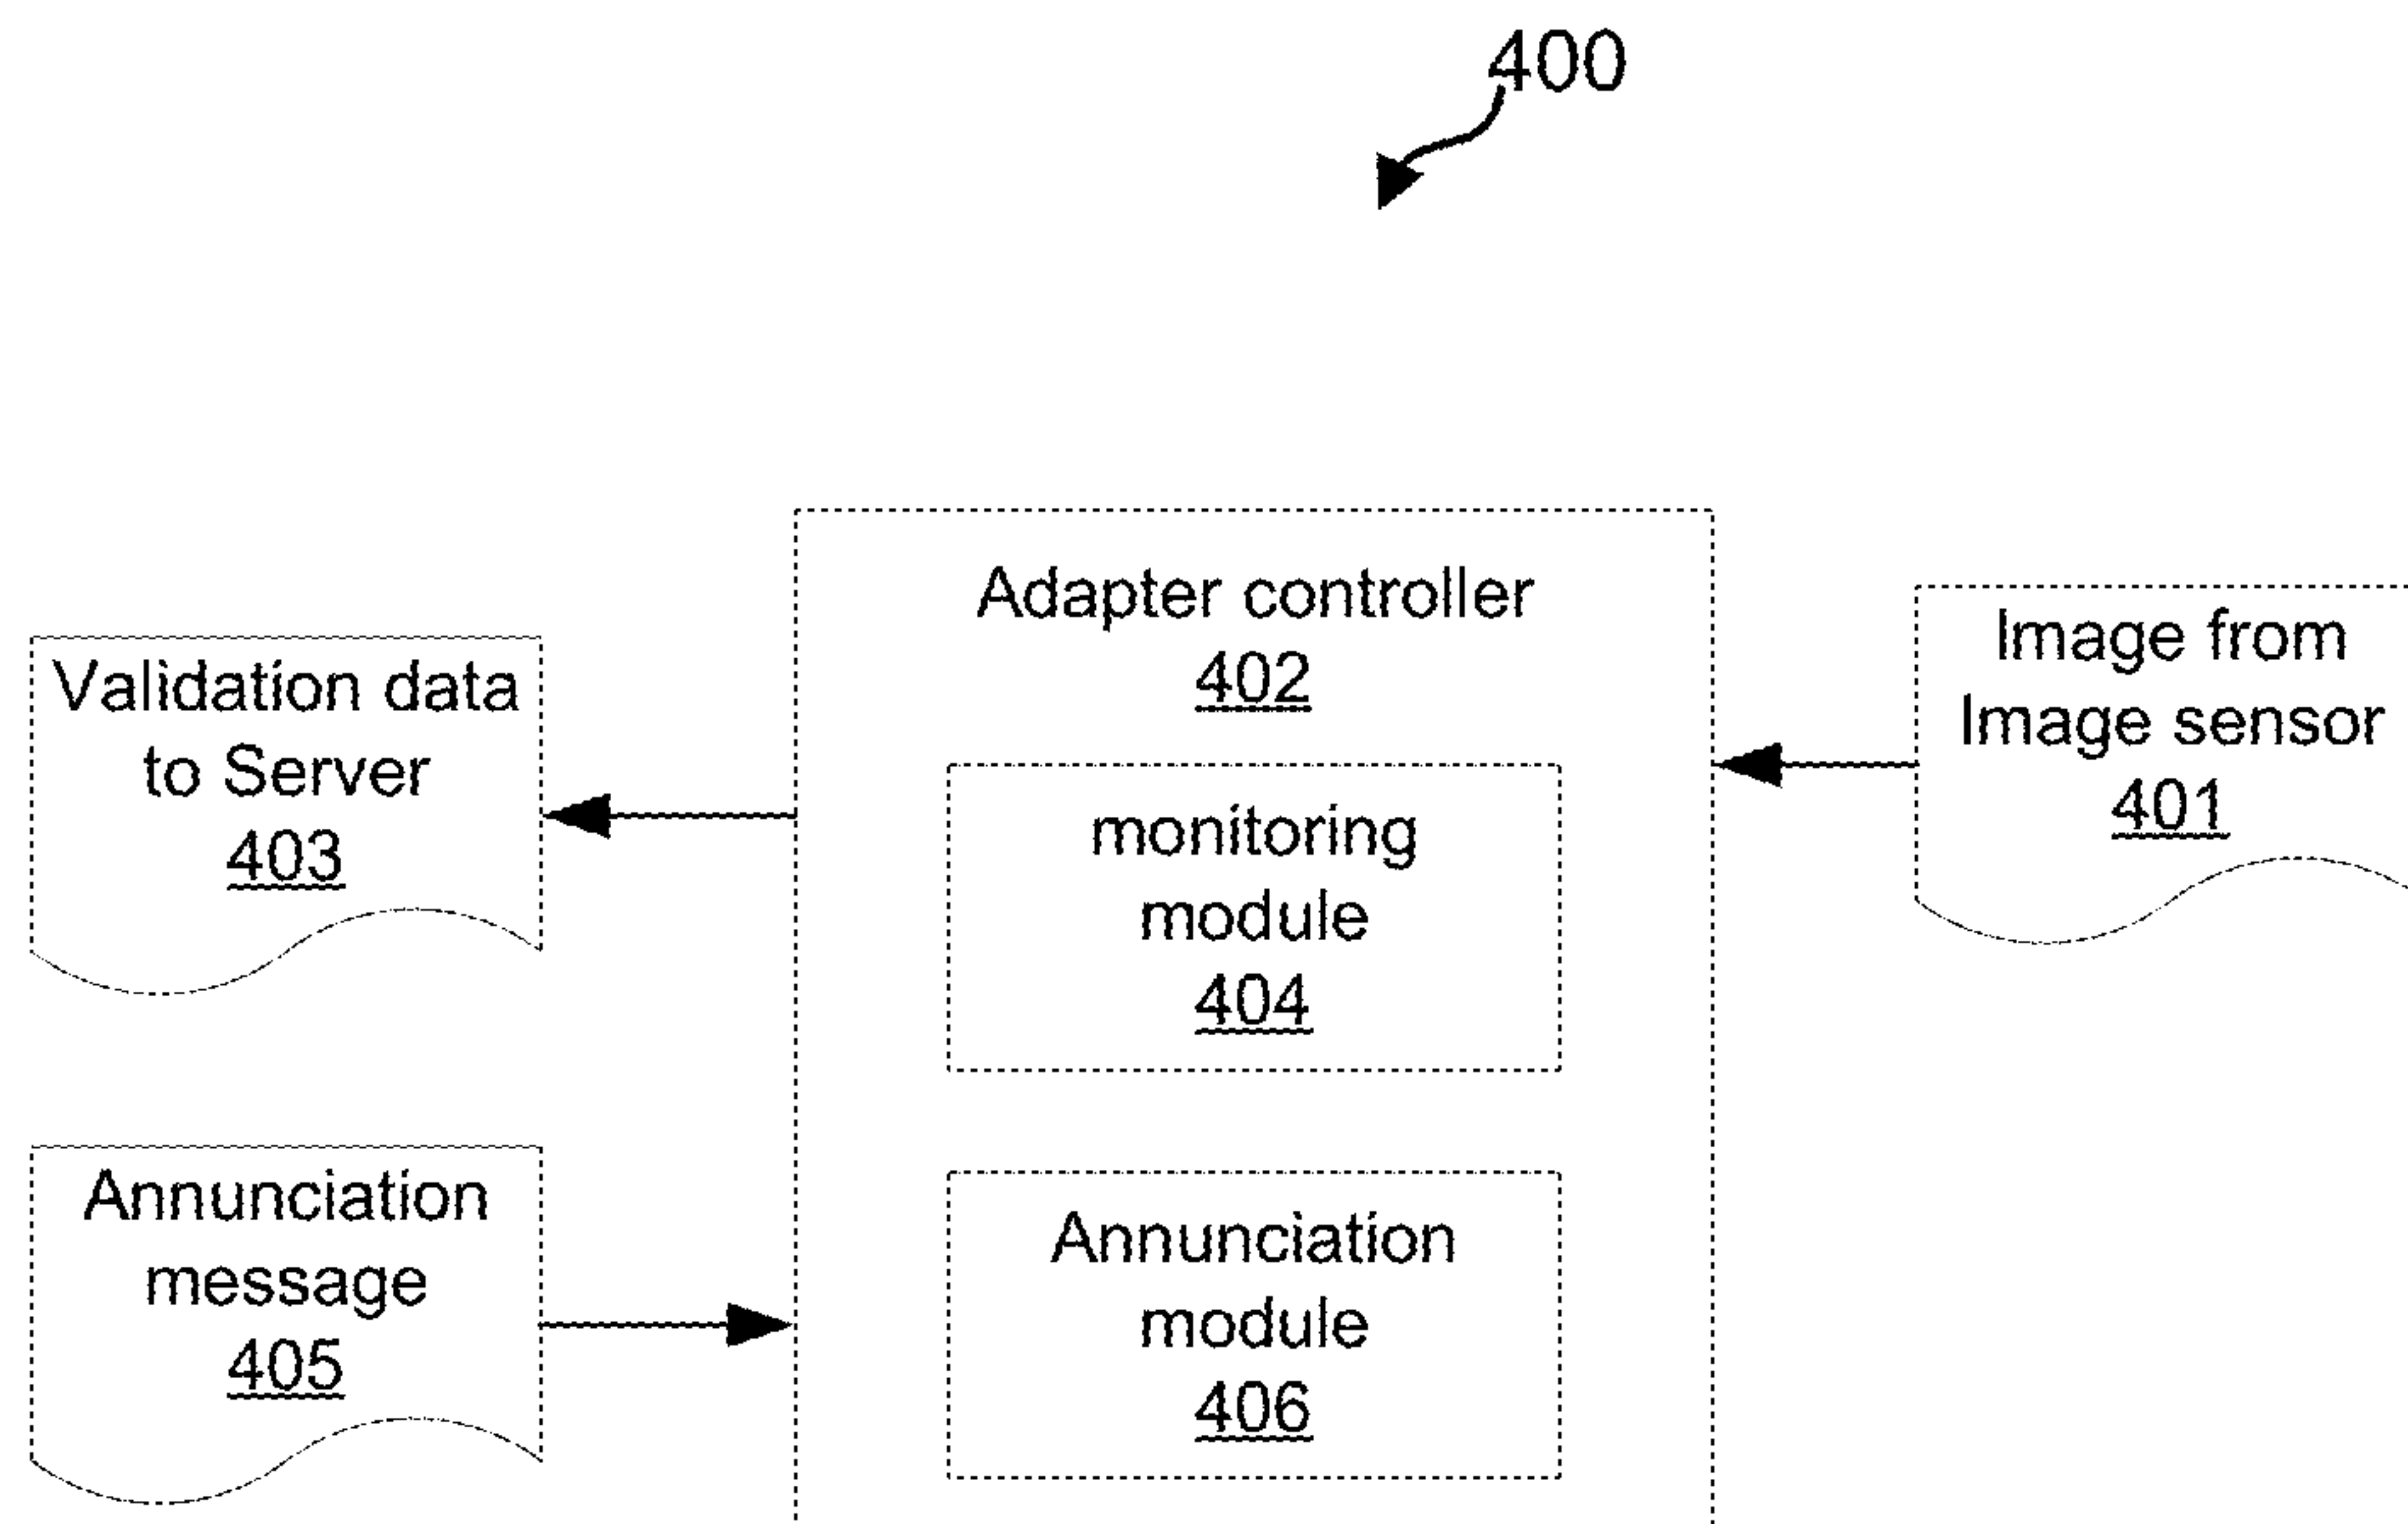 400
Adapter controller
402
Validation data
to Server
403
monitoring
module
404
Image from
Image sensor
401
Annunciation
message
405
Annunciation
module
406